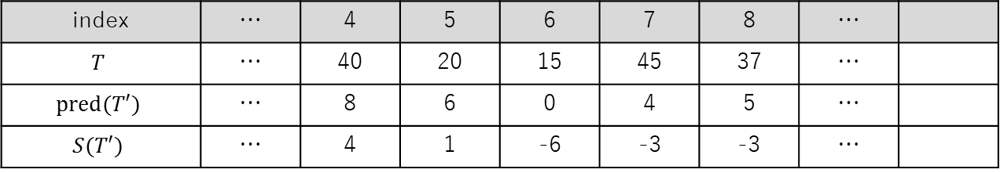 index ⋯ 4 5 6 7 8 ⋯
T ⋯ 40 20 15 45 37 ⋯
pred(T′) ⋯ 8 6 0 4 5 ⋯
S(T′) ⋯ 4 1 -6 -3 -3 ⋯